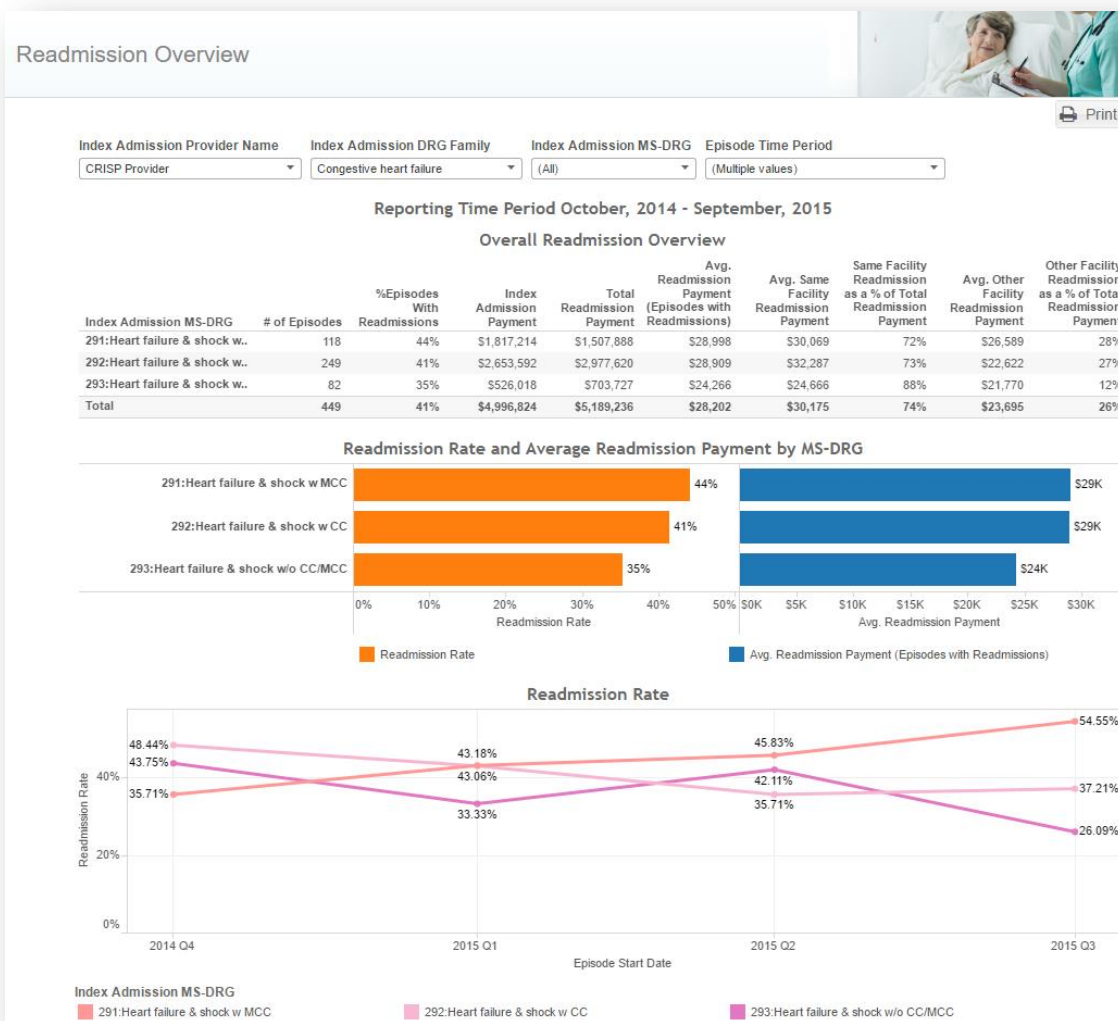 Readmission Overview
Print
Index Admission Provider Name Index Admission DRG Family Index Admission MS-DRG Episode Time Period
CRISP Provider Congestive heart failure (All) (Multiple values)
Reporting Time Period October, 2014 - September, 2015
Overall Readmission Overview
Index Admission MS-DRG
# of Episodes
%Episodes
With
Readmissions
Index
Admission
Payment
Total
Readmission
Payment
Avg.
Readmission
Payment
(Episodes with
Readmissions)
Avg. Same
Facility
Readmission
Payment
Same Facility
Readmission
as a % of Total
Readmission
Payment
Avg. Other
Facility
Readmission
Payment
Other Facility
Readmission
as a % of Total
Readmission
Payment
291:Heart failure & shock w.. 118 44% $1,817,214 $1,507,888 $28,998 $30,069 72% $26,589 28%
292:Heart failure & shock w.. 249 41% $2,653,592 $2,977,620 $28,909 $32,287 73% $22,622 27%
293:Heart failure & shock w.. 82 35% $526,018 $703,727 $24,266 $24,666 88% $21,770 12%
Total 449 41% $4,996,824 $5,189,236 $28,202 $30,175 74% $23,695 26%
Readmission Rate and Average Readmission Payment by MS-DRG
291:Heart failure & shock w MCC 44% $29K
292:Heart failure & shock w CC 41% $29K
293:Heart failure & shock w/o CC/MCC 35% $24K
0% 10% 20% 30% 40% 50% $0K $5K $10K $15K $20K $25K $30K
Readmission Rate Avg. Readmission Payment
Readmission Rate Avg. Readmission Payment (Episodes with Readmissions)
Readmission Rate
Readmission Rate
40%
20%
0%
48.44%
43.75%
35.71%
43.18%
43.06%
33.33%
45.83%
42.11%
35.71%
54.55%
37.21%
26.09%
2014 Q4 2015 Q1 2015 Q2 2015 Q3
Episode Start Date
Index Admission MS-DRG
291:Heart failure & shock w MCC 292:Heart failure & shock w CC 293:Heart failure & shock w/o CC/MCC